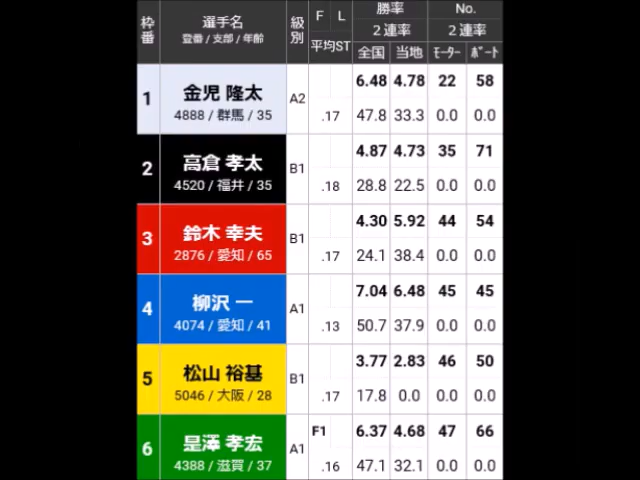 枠番 選手名 級別 F L 勝率 No.
登番 / 支部 / 年齢 平均ST 2連率 2連率
全国 当地 ﾓｰﾀｰ ﾎﾞｰﾄ
1 金児 隆太 A2 6.48 4.78 22 58
4888 / 群馬 / 35 .17 47.8 33.3 0.0 0.0
2 高倉 孝太 B1 4.87 4.73 35 71
4520 / 福井 / 35 .18 28.8 22.5 0.0 0.0
3 鈴木 幸夫 B1 4.30 5.92 44 54
2876 / 愛知 / 65 .17 24.1 38.4 0.0 0.0
4 柳沢 一 A1 7.04 6.48 45 45
4074 / 愛知 / 41 .13 50.7 37.9 0.0 0.0
5 松山 裕基 B1 3.77 2.83 46 50
5046 / 大阪 / 28 .17 17.8 0.0 0.0 0.0
6 是澤 孝宏 A1 F1 6.37 4.68 47 66
4388 / 滋賀 / 37 .16 47.1 32.1 0.0 0.0